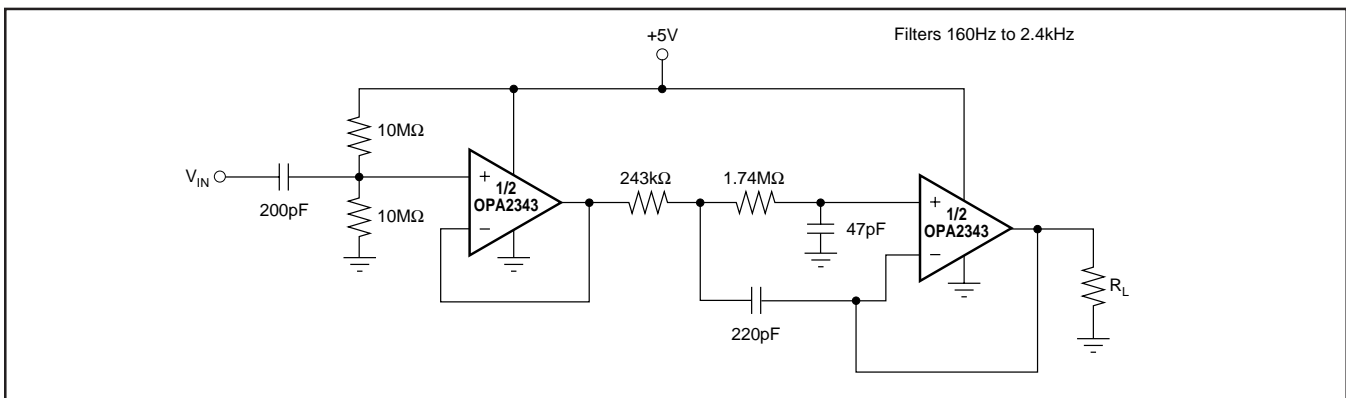 +5V
Filters 160Hz to 2.4kHz
10MΩ
V_IN
200pF
10MΩ
+
1/2
OPA2343
−
243kΩ
1.74MΩ
47pF
220pF
+
1/2
OPA2343
−
R_L